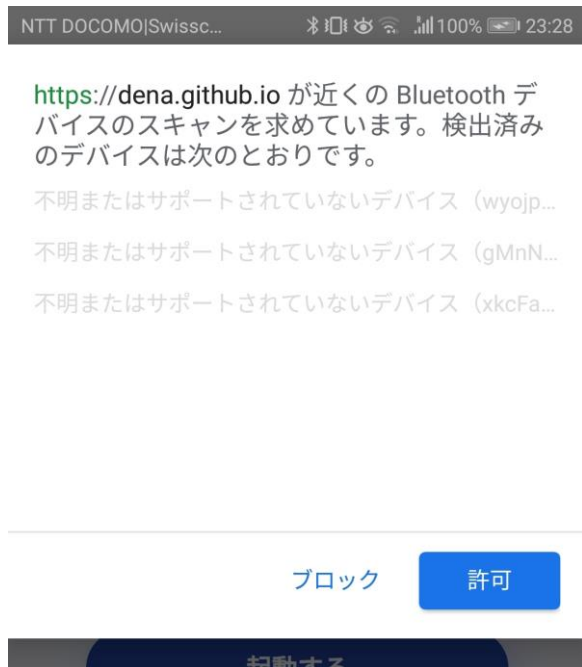 NTT DOCOMO|Swissc... 100% 23:28
https://dena.github.io が近くの Bluetooth デ
バイスのスキャンを求めています。検出済み
のデバイスは次のとおりです。
不明またはサポートされていないデバイス（wyojp...
不明またはサポートされていないデバイス（gMnN...
不明またはサポートされていないデバイス（xkcFa...
ブロック 許可
起動する